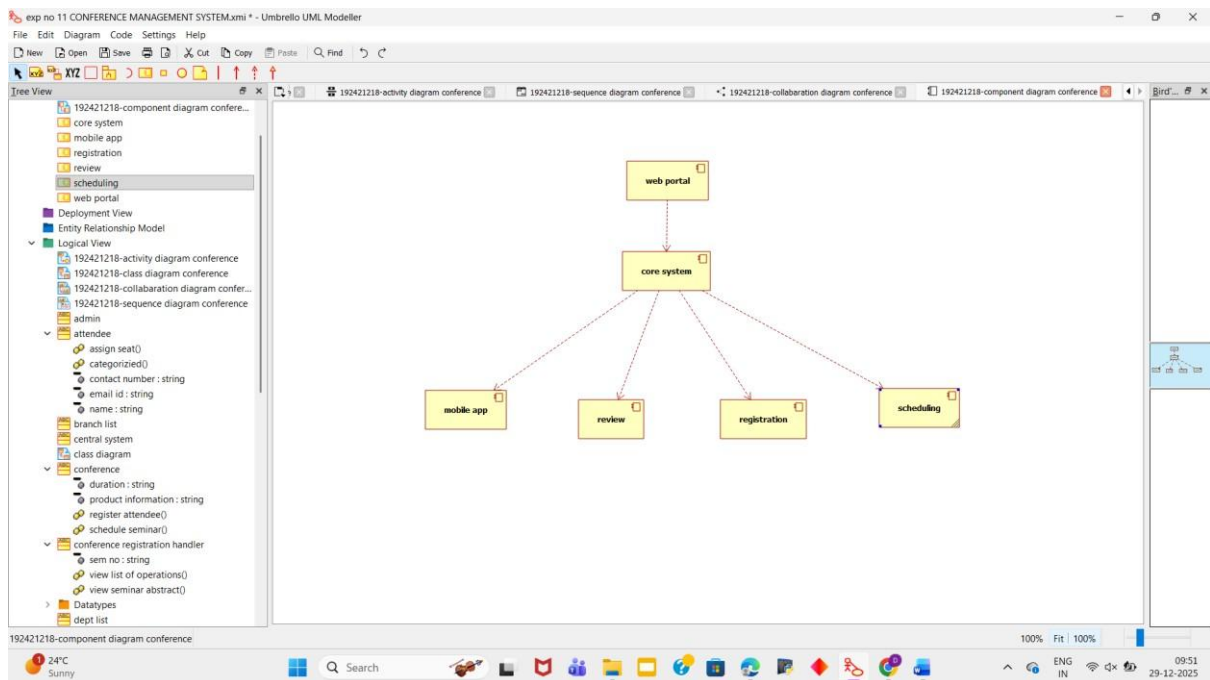 exp no 11 CONFERENCE MANAGEMENT SYSTEM.xmi * - Umbrello UML Modeller
File Edit Diagram Code Settings Help
New Open Save Cut Copy Paste Find
XYZ XYZ
Tree View
192421218-activity diagram conference 192421218-sequence diagram conference 192421218-collabaration diagram conference 192421218-component diagram conference
Bird'...
192421218-component diagram confere...
core system
mobile app
registration
review
scheduling
web portal
Deployment View
Entity Relationship Model
Logical View
192421218-activity diagram conference
192421218-class diagram conference
192421218-collabaration diagram confer...
192421218-sequence diagram conference
admin
attendee
assign seat()
categorizied()
contact number : string
email id : string
name : string
branch list
central system
class diagram
conference
duration : string
product information : string
register attendee()
schedule seminar()
conference registration handler
sem no : string
view list of operations()
view seminar abstract()
Datatypes
dept list
web portal
core system
mobile app
review
registration
scheduling
192421218-component diagram conference
100% Fit 100%
1
24°C
Sunny
Search
ENG
IN
09:51
29-12-2025